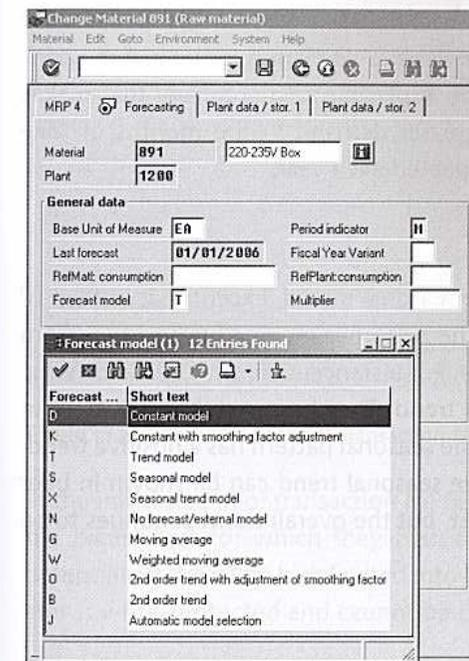 Change Material 891 (Raw material)
Material Edit Goto Environment System Help
MRP 4 Forecasting Plant data / stor. 1 Plant data / stor. 2
Material 891 220-235V Box
Plant 1200
General data
Base Unit of Measure EA Period indicator M
Last forecast 01/01/2006 Fiscal Year Variant
RefMatl: consumption RefPlant:consumption
Forecast model T Multiplier
Forecast model (1) 12 Entries Found
Forecast ... Short text
D Constant model
K Constant with smoothing factor adjustment
T Trend model
S Seasonal model
X Seasonal trend model
N No forecast/external model
G Moving average
W Weighted moving average
O 2nd order trend with adjustment of smoothing factor
B 2nd order trend
J Automatic model selection